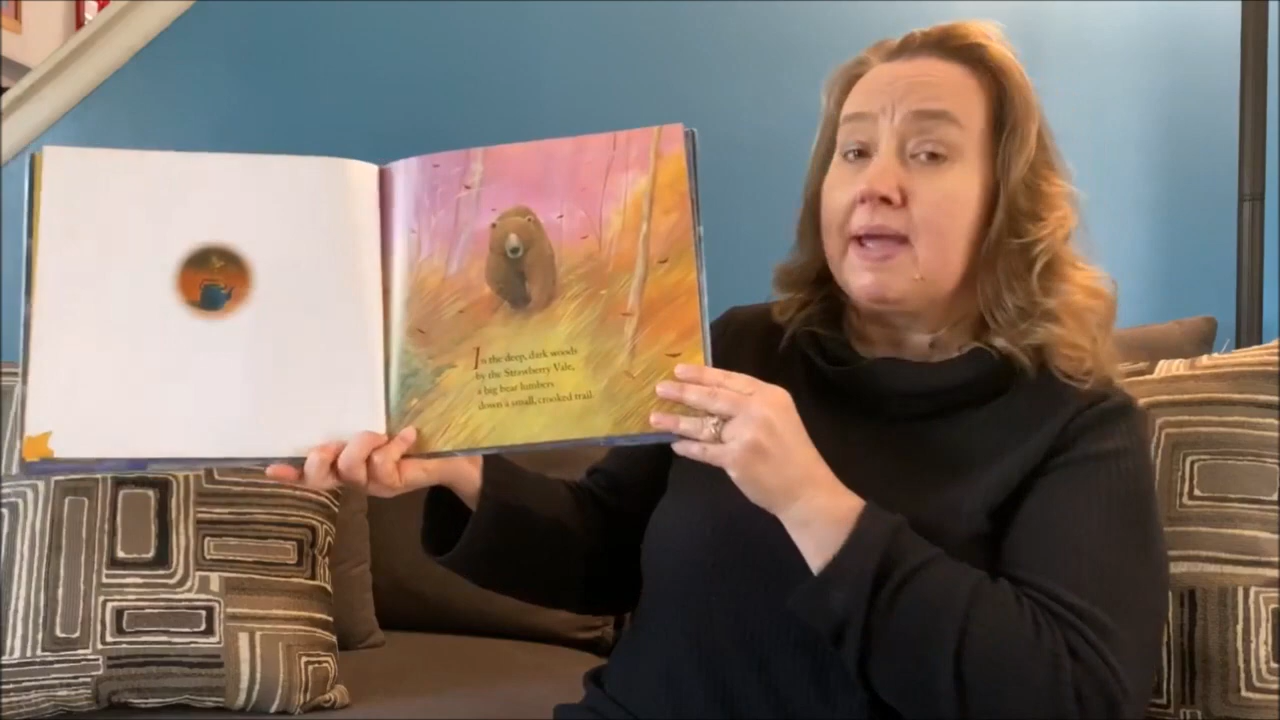 In the deep, dark woods
by the Strawberry Vale,
a big bear lumbers
down a small, crooked trail.